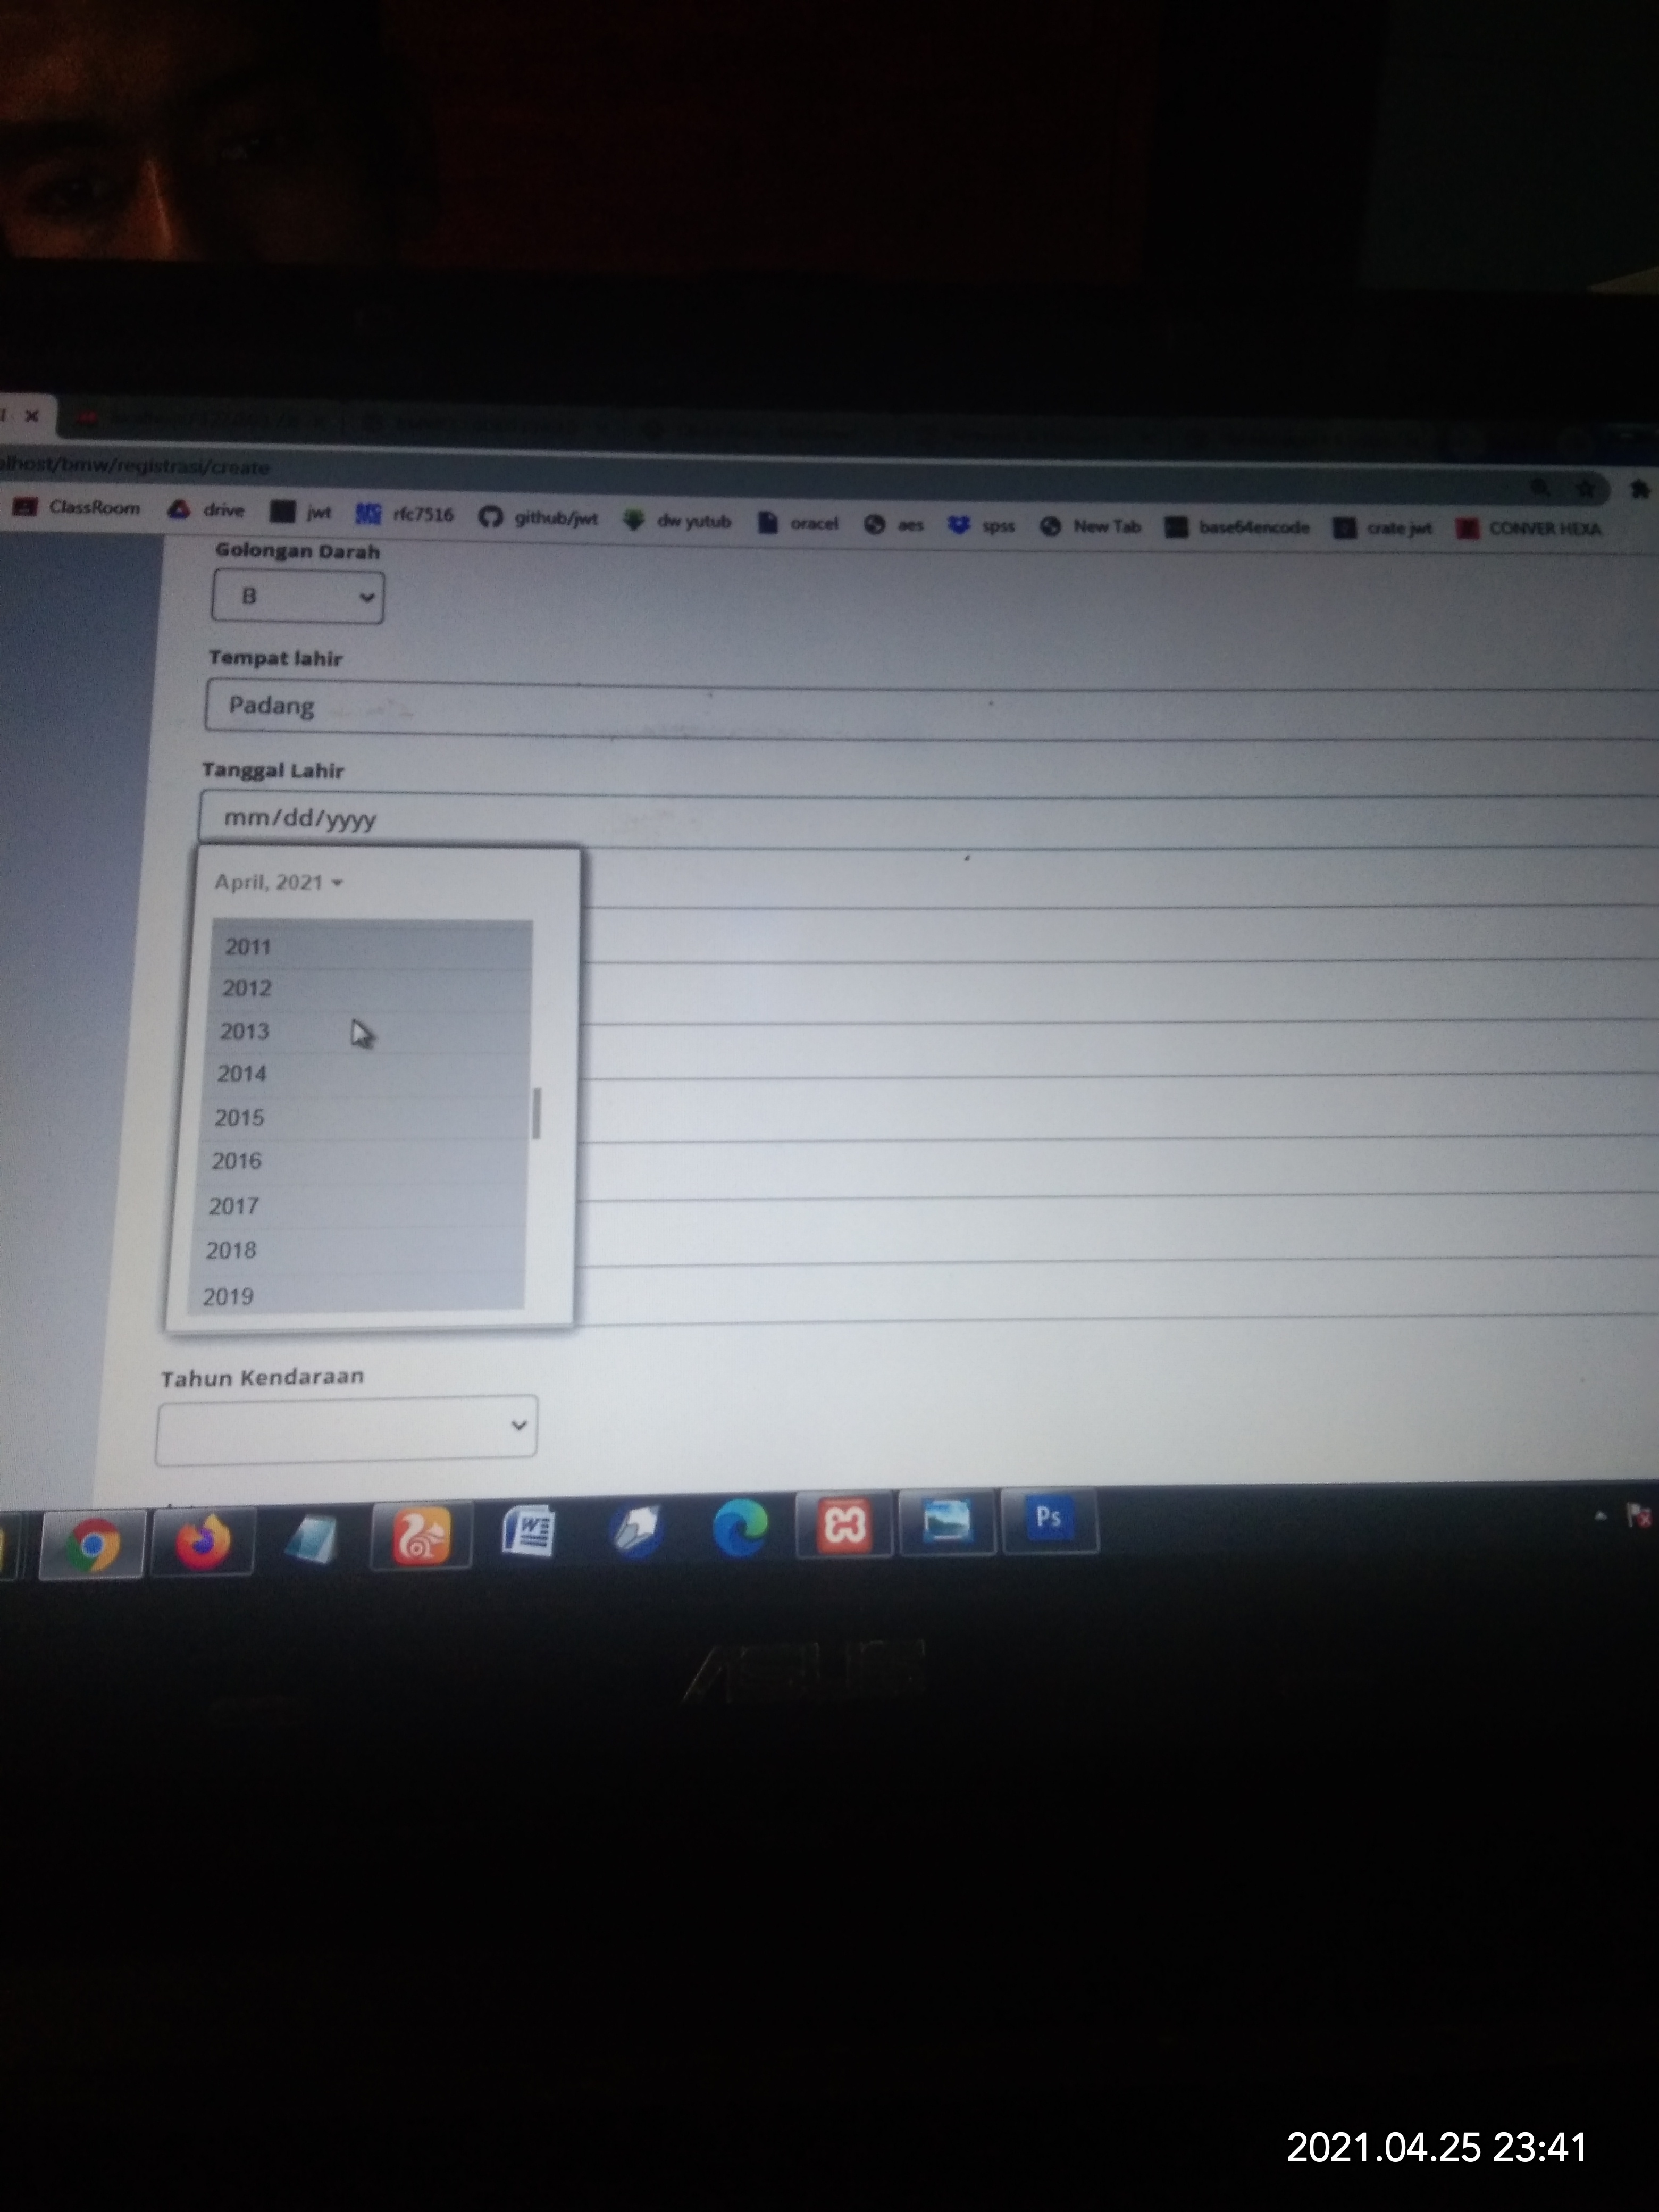 alhost/bmw/registrasi/create
ClassRoom drive jwt rfc7516 github/jwt dw yutub oracel aes spss New Tab base64encode crate jwt CONVER HEXA
Golongan Darah
B
Tempat lahir
Padang
Tanggal Lahir
mm/dd/yyyy
April, 2021
2011
2012
2013
2014
2015
2016
2017
2018
2019
Tahun Kendaraan
W Ps
ASUS
2021.04.25 23:41